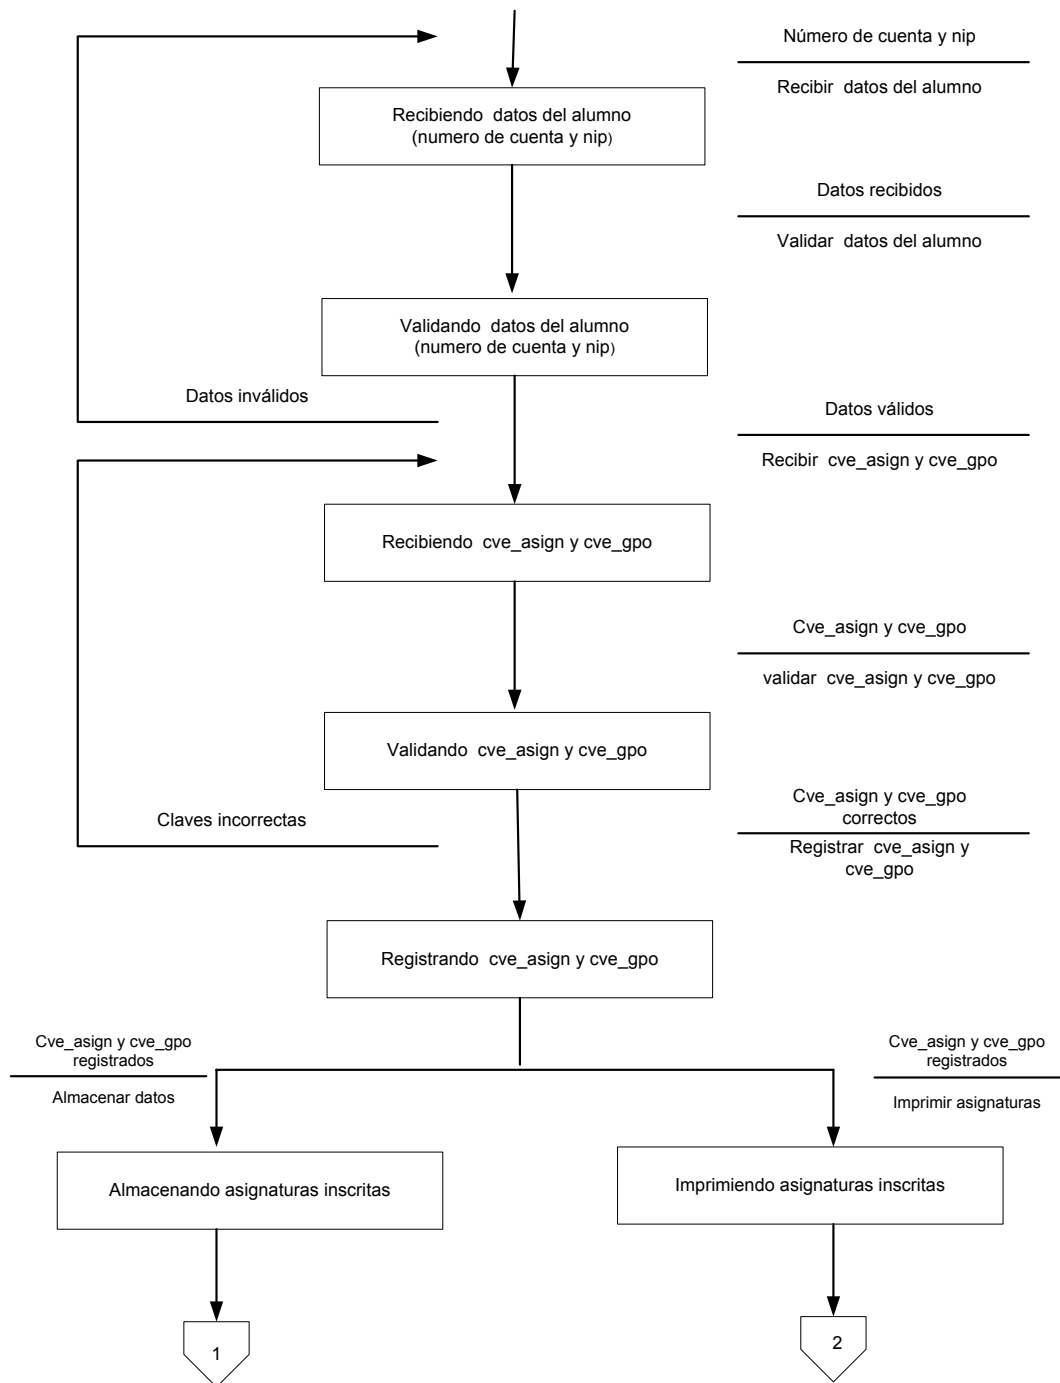 Número de cuenta y nip
Recibir datos del alumno
Recibiendo datos del alumno
(numero de cuenta y nip)
Datos recibidos
Validar datos del alumno
Validando datos del alumno
(numero de cuenta y nip)
Datos inválidos
Datos válidos
Recibir cve_asign y cve_gpo
Recibiendo cve_asign y cve_gpo
Cve_asign y cve_gpo
validar cve_asign y cve_gpo
Validando cve_asign y cve_gpo
Claves incorrectas
Cve_asign y cve_gpo
correctos
Registrar cve_asign y
cve_gpo
Registrando cve_asign y cve_gpo
Cve_asign y cve_gpo
registrados
Almacenar datos
Cve_asign y cve_gpo
registrados
Imprimir asignaturas
Almacenando asignaturas inscritas
Imprimiendo asignaturas inscritas
1
2